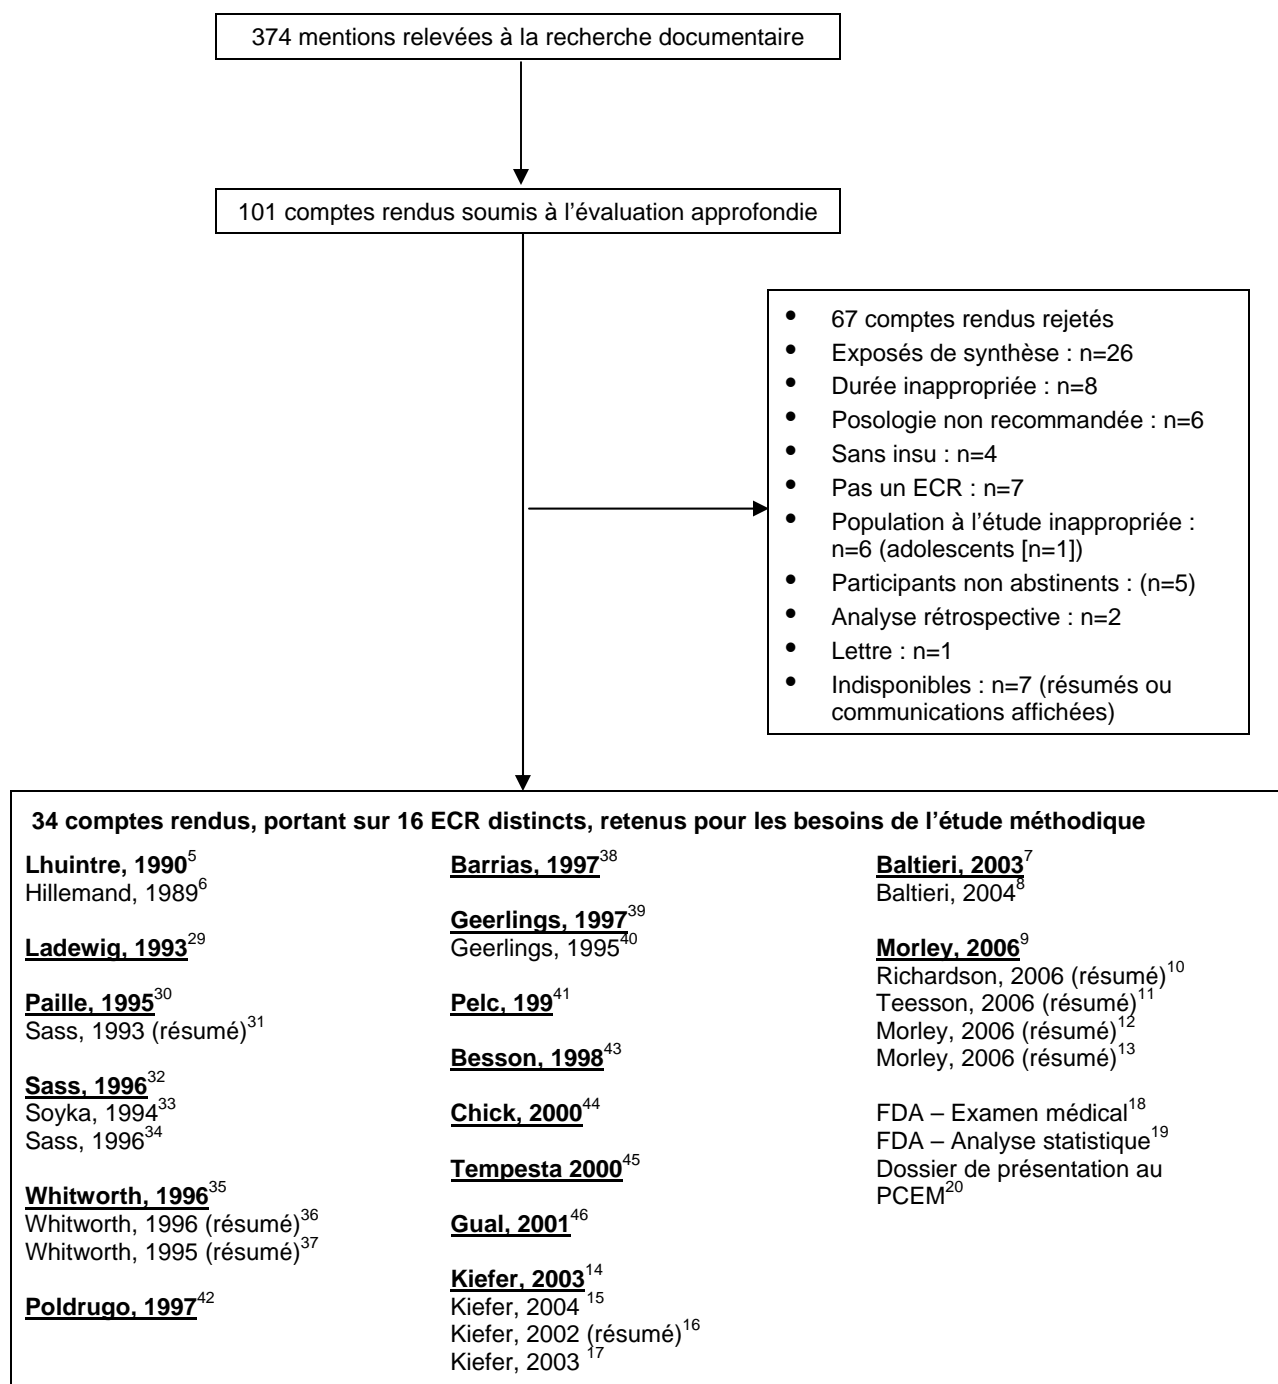 374 mentions relevées à la recherche documentaire
101 comptes rendus soumis à l'évaluation approfondie
• 67 comptes rendus rejetés
• Exposés de synthèse : n=26
• Durée inappropriée : n=8
• Posologie non recommandée : n=6
• Sans insu : n=4
• Pas un ECR : n=7
• Population à l'étude inappropriée :
n=6 (adolescents [n=1])
• Participants non abstinents : (n=5)
• Analyse rétrospective : n=2
• Lettre : n=1
• Indisponibles : n=7 (résumés ou
communications affichées)
34 comptes rendus, portant sur 16 ECR distincts, retenus pour les besoins de l'étude méthodique
Lhuintre, 1990⁵
Hillemand, 1989⁶
Ladewig, 1993²⁹
Paille, 1995³⁰
Sass, 1993 (résumé)³¹
Sass, 1996³²
Soyka, 1994³³
Sass, 1996³⁴
Whitworth, 1996³⁵
Whitworth, 1996 (résumé)³⁶
Whitworth, 1995 (résumé)³⁷
Poldrugo, 1997⁴²
Barrias, 1997³⁸
Geerlings, 1997³⁹
Geerlings, 1995⁴⁰
Pelc, 199⁴¹
Besson, 1998⁴³
Chick, 2000⁴⁴
Tempesta 2000⁴⁵
Gual, 2001⁴⁶
Kiefer, 2003¹⁴
Kiefer, 2004 ¹⁵
Kiefer, 2002 (résumé)¹⁶
Kiefer, 2003 ¹⁷
Baltieri, 2003⁷
Baltieri, 2004⁸
Morley, 2006⁹
Richardson, 2006 (résumé)¹⁰
Teesson, 2006 (résumé)¹¹
Morley, 2006 (résumé)¹²
Morley, 2006 (résumé)¹³
FDA – Examen médical¹⁸
FDA – Analyse statistique¹⁹
Dossier de présentation au
PCEM²⁰